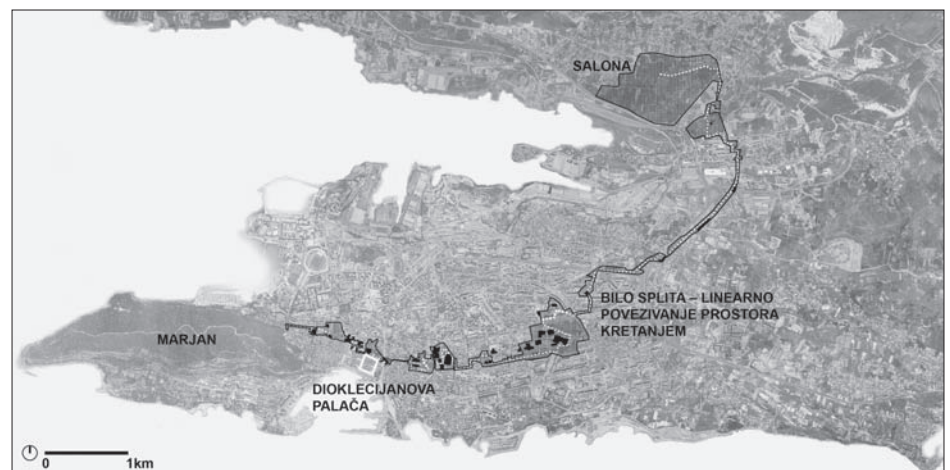 SALONA
BILO SPLITA – LINEARNO
POVEZIVANJE PROSTORA
KRETANJEM
MARJAN
DIOKLECIJANOVA
PALAČA
0 1km